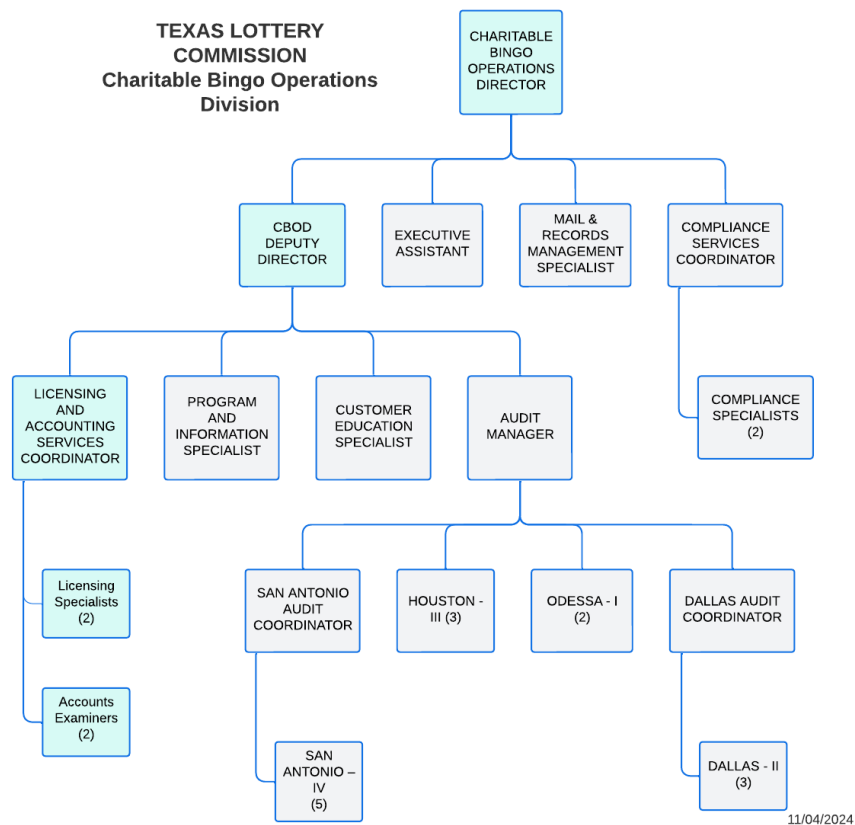 TEXAS LOTTERY
COMMISSION
Charitable Bingo Operations
Division
CHARITABLE
BINGO
OPERATIONS
DIRECTOR
CBOD
DEPUTY
DIRECTOR
EXECUTIVE
ASSISTANT
MAIL &
RECORDS
MANAGEMENT
SPECIALIST
COMPLIANCE
SERVICES
COORDINATOR
LICENSING
AND
ACCOUNTING
SERVICES
COORDINATOR
PROGRAM
AND
INFORMATION
SPECIALIST
CUSTOMER
EDUCATION
SPECIALIST
AUDIT
MANAGER
COMPLIANCE
SPECIALISTS
(2)
Licensing
Specialists
(2)
SAN ANTONIO
AUDIT
COORDINATOR
HOUSTON -
III (3)
ODESSA - I
(2)
DALLAS AUDIT
COORDINATOR
Accounts
Examiners
(2)
SAN
ANTONIO –
IV
(5)
DALLAS - II
(3)
11/04/2024